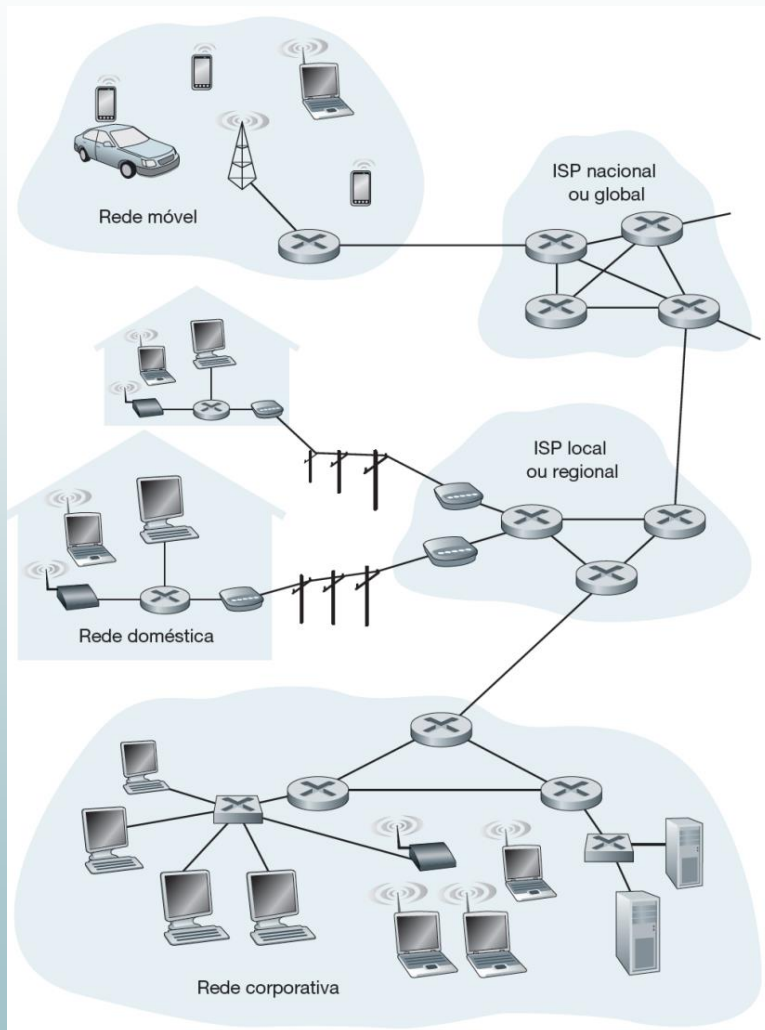 Rede móvel
ISP nacional
ou global
ISP local
ou regional
Rede doméstica
Rede corporativa